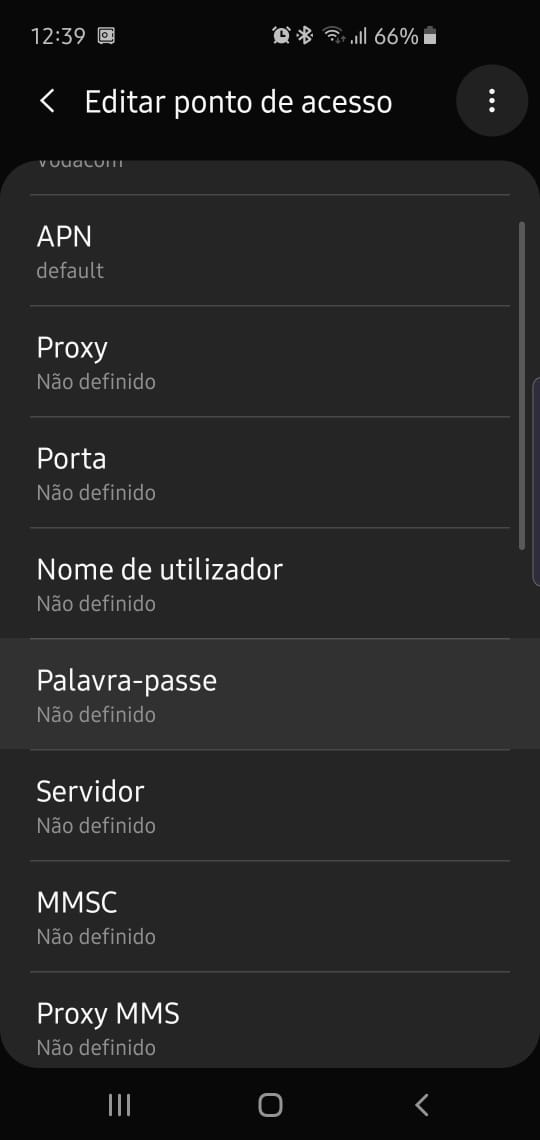 12:39
66%
Editar ponto de acesso
Vodacom
APN
default
Proxy
Não definido
Porta
Não definido
Nome de utilizador
Não definido
Palavra-passe
Não definido
Servidor
Não definido
MMSC
Não definido
Proxy MMS
Não definido